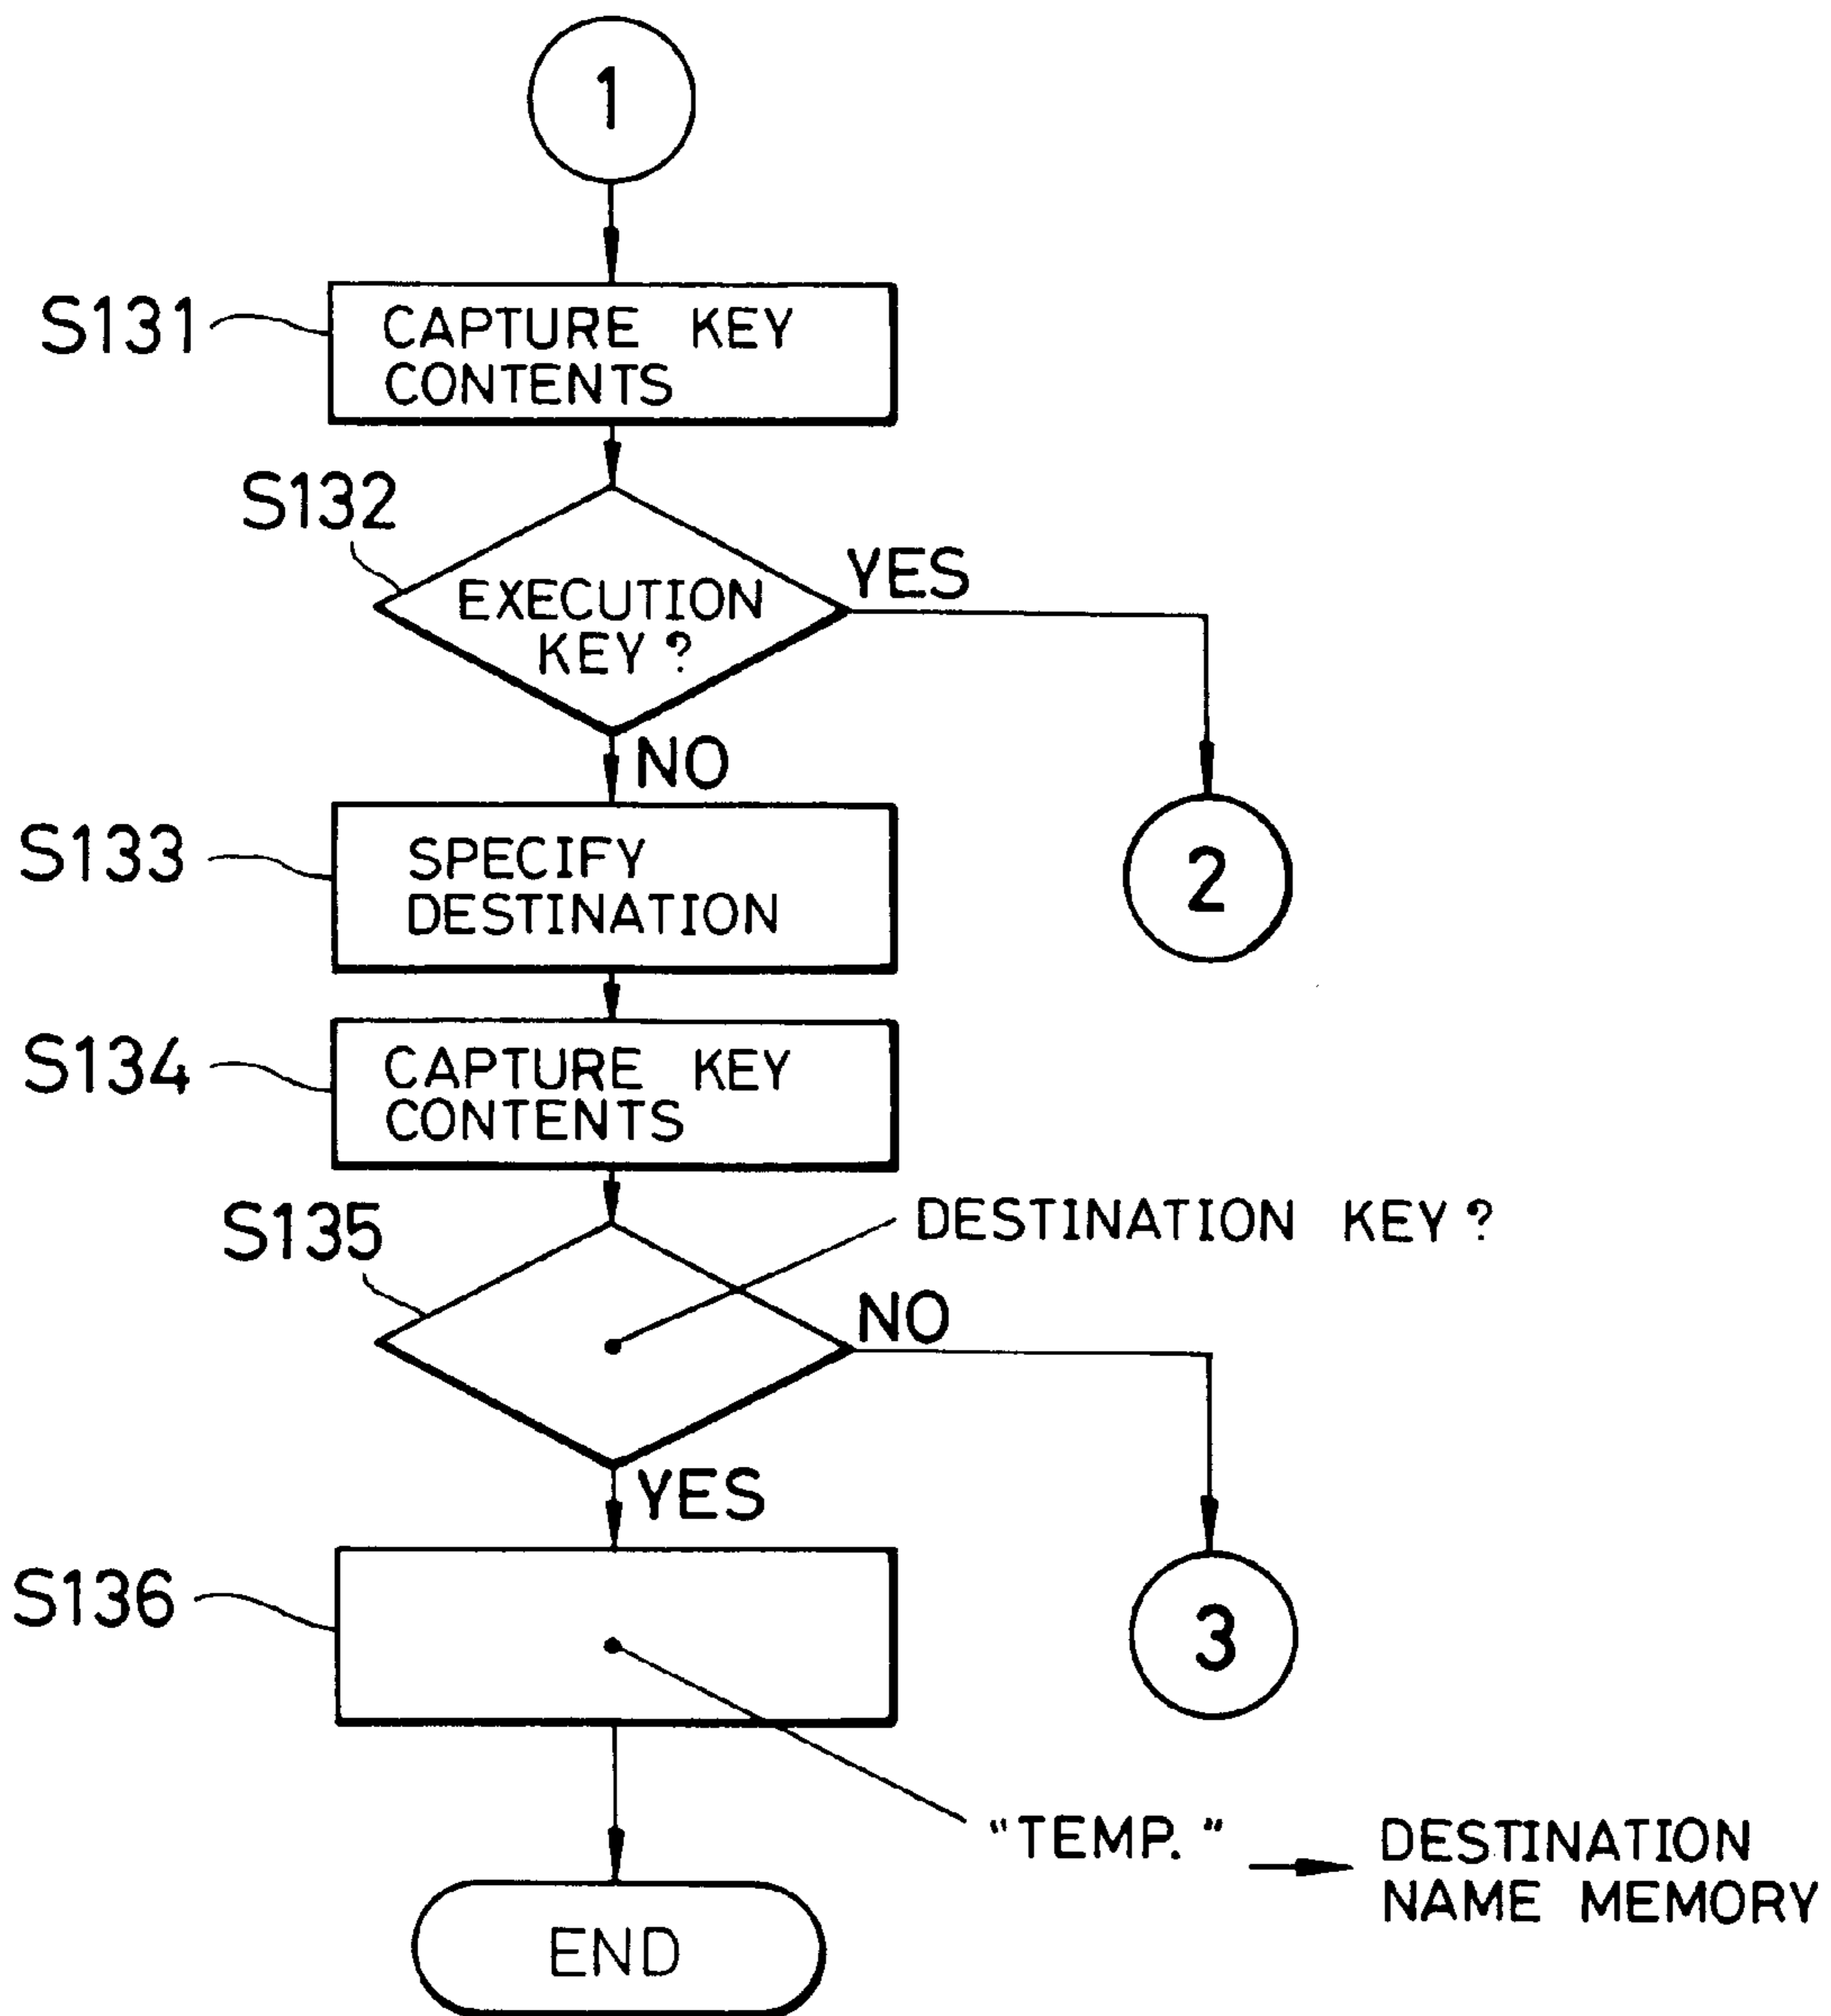 1
S131
CAPTURE KEY
CONTENTS
S132
EXECUTION
KEY?
YES
NO
S133
SPECIFY
DESTINATION
2
S134
CAPTURE KEY
CONTENTS
S135
DESTINATION KEY?
NO
YES
S136
3
"TEMP." → DESTINATION
NAME MEMORY
END